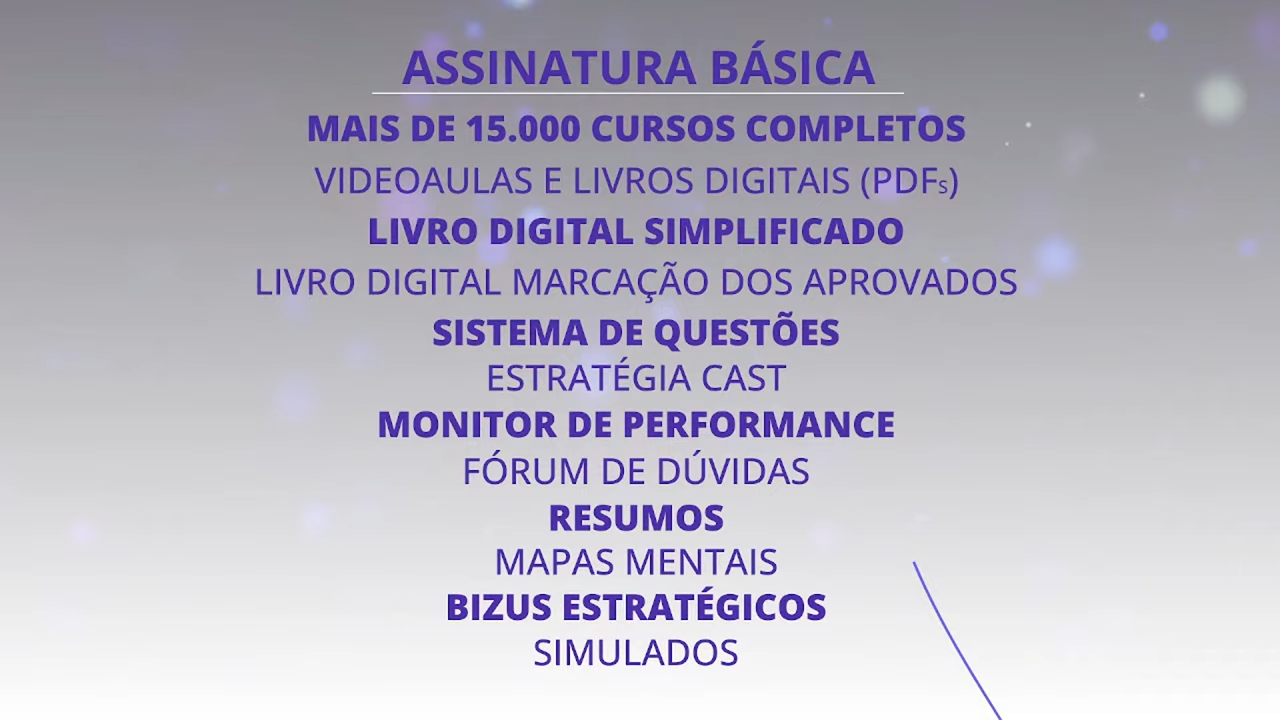 ASSINATURA BÁSICA
MAIS DE 15.000 CURSOS COMPLETOS
VIDEOAULAS E LIVROS DIGITAIS (PDFs)
LIVRO DIGITAL SIMPLIFICADO
LIVRO DIGITAL MARCAÇÃO DOS APROVADOS
SISTEMA DE QUESTÕES
ESTRATÉGIA CAST
MONITOR DE PERFORMANCE
FÓRUM DE DÚVIDAS
RESUMOS
MAPAS MENTAIS
BIZUS ESTRATÉGICOS
SIMULADOS